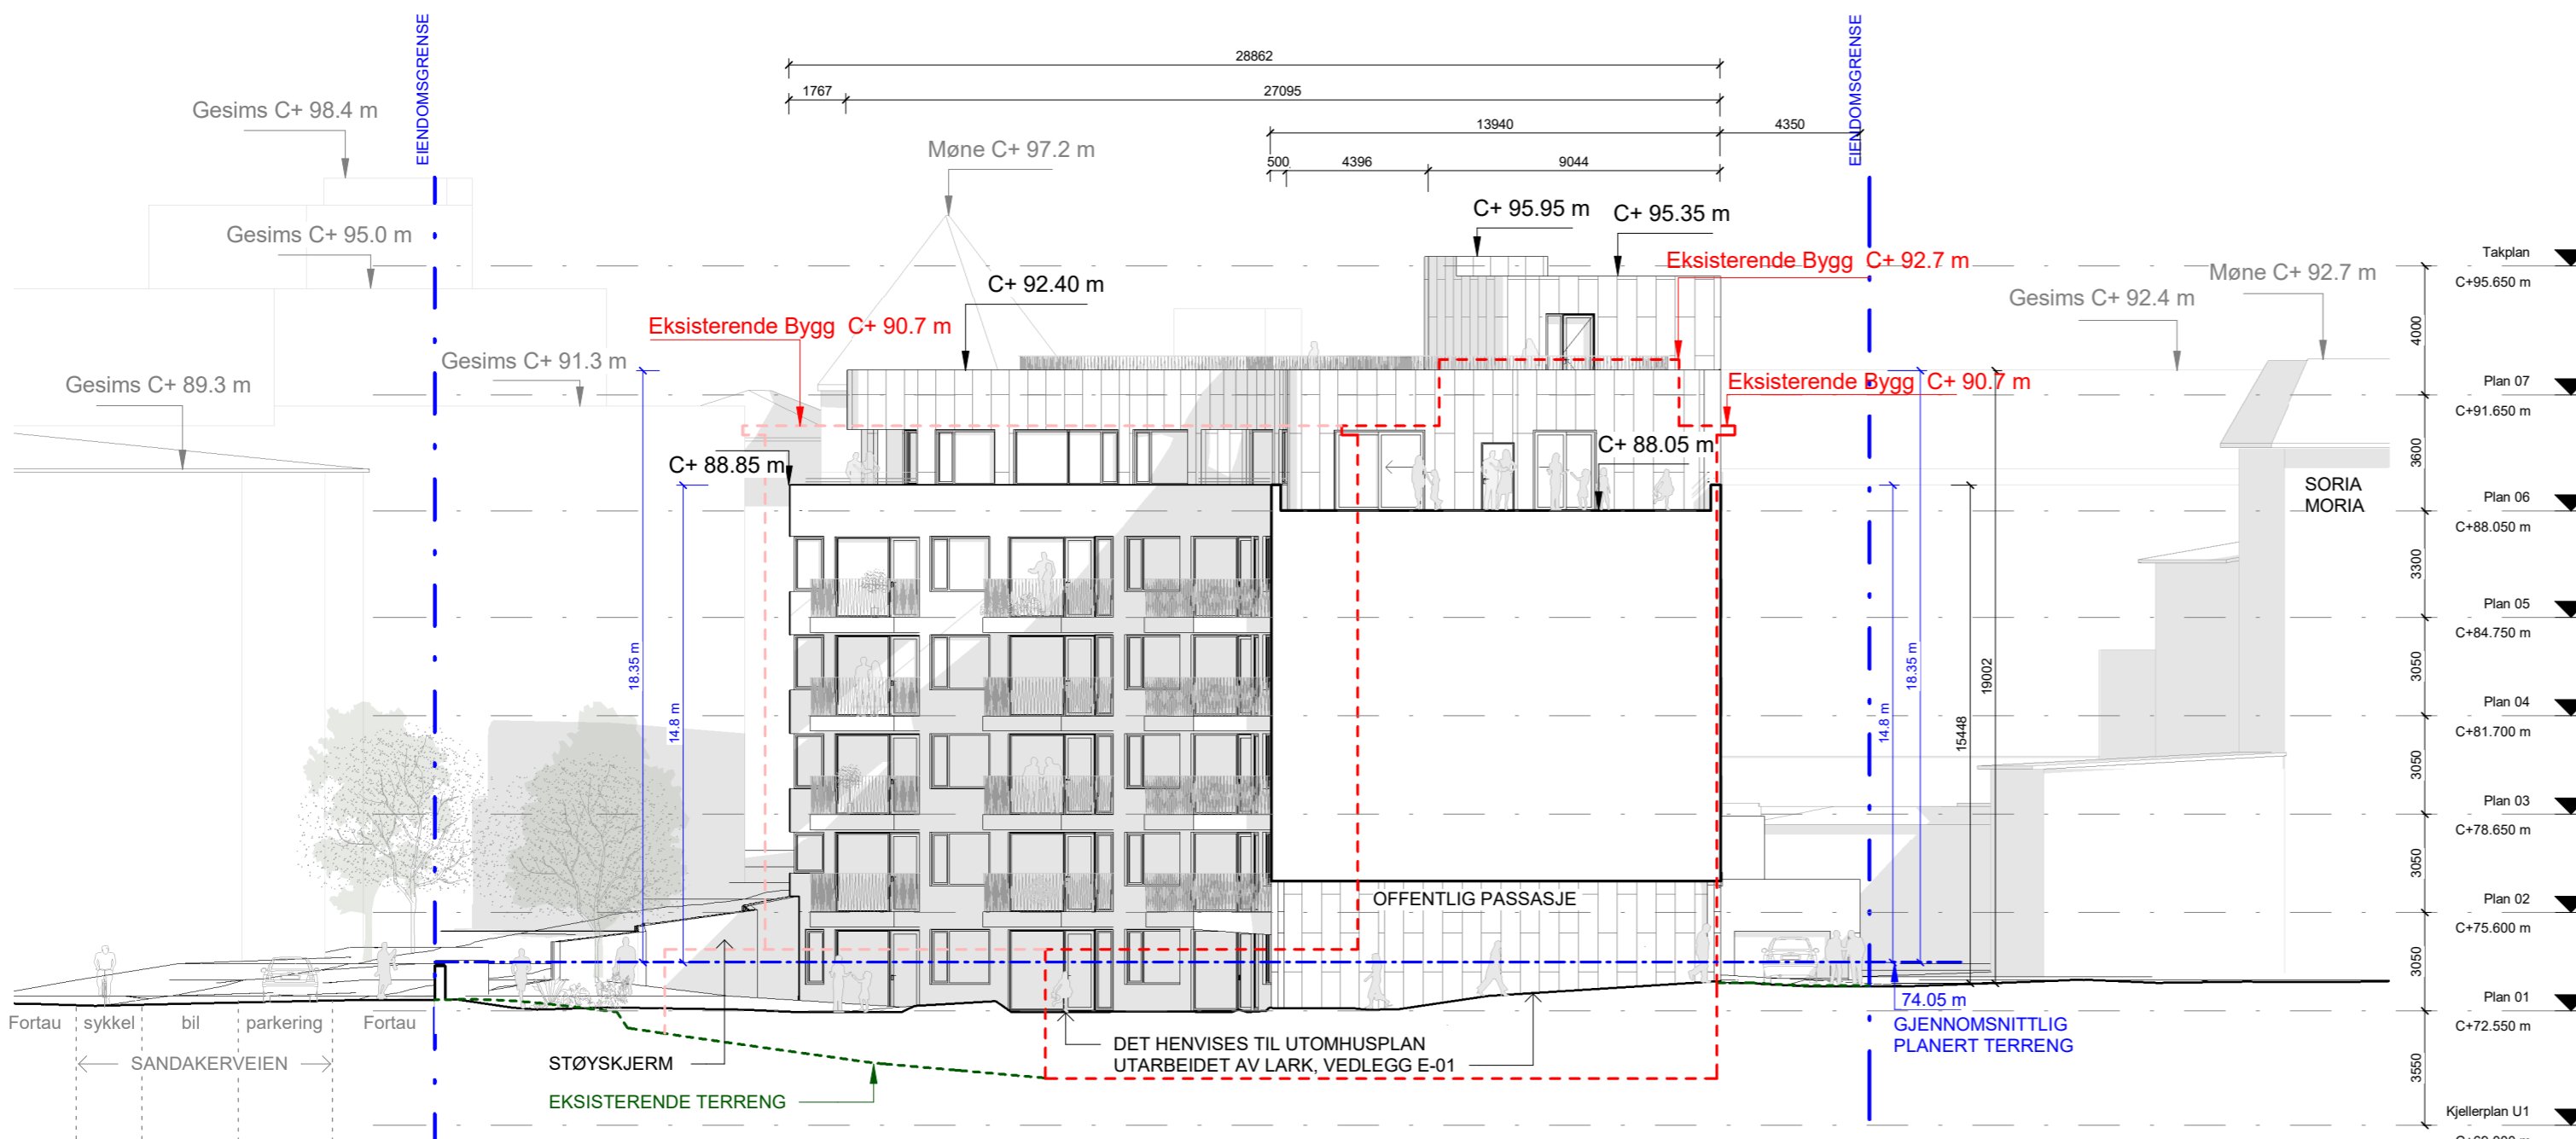 EIENDOMSGRENSE
EIENDOMSGRENSE
28862
1767
27095
13940
4350
500
4396
9044
Gesims C+ 98.4 m
Møne C+ 97.2 m
Gesims C+ 95.0 m
C+ 95.95 m
C+ 95.35 m
Eksisterende Bygg C+ 92.7 m
C+ 92.40 m
Eksisterende Bygg C+ 90.7 m
Gesims C+ 91.3 m
Gesims C+ 89.3 m
Eksisterende Bygg C+ 90.7 m
C+ 88.85 m
C+ 88.05 m
Gesims C+ 92.4 m
Møne C+ 92.7 m
SORIA
MORIA
18.35 m
14.8 m
14.8 m
18.35 m
15448
19002
Takplan
C+95.650 m
4000
Plan 07
C+91.650 m
3600
Plan 06
C+88.050 m
3300
Plan 05
C+84.750 m
3050
Plan 04
C+81.700 m
3050
Plan 03
C+78.650 m
3050
Plan 02
C+75.600 m
3050
Plan 01
C+72.550 m
3550
Kjellerplan U1
OFFENTLIG PASSASJE
74.05 m
GJENNOMSNITTLIG
PLANERT TERRENG
Fortau
sykkel
bil
parkering
Fortau
SANDAKERVEIEN
STØYSKJERM
DET HENVISES TIL UTOMHUSPLAN
UTARBEIDET AV LARK, VEDLEGG E-01
EKSISTERENDE TERRENG